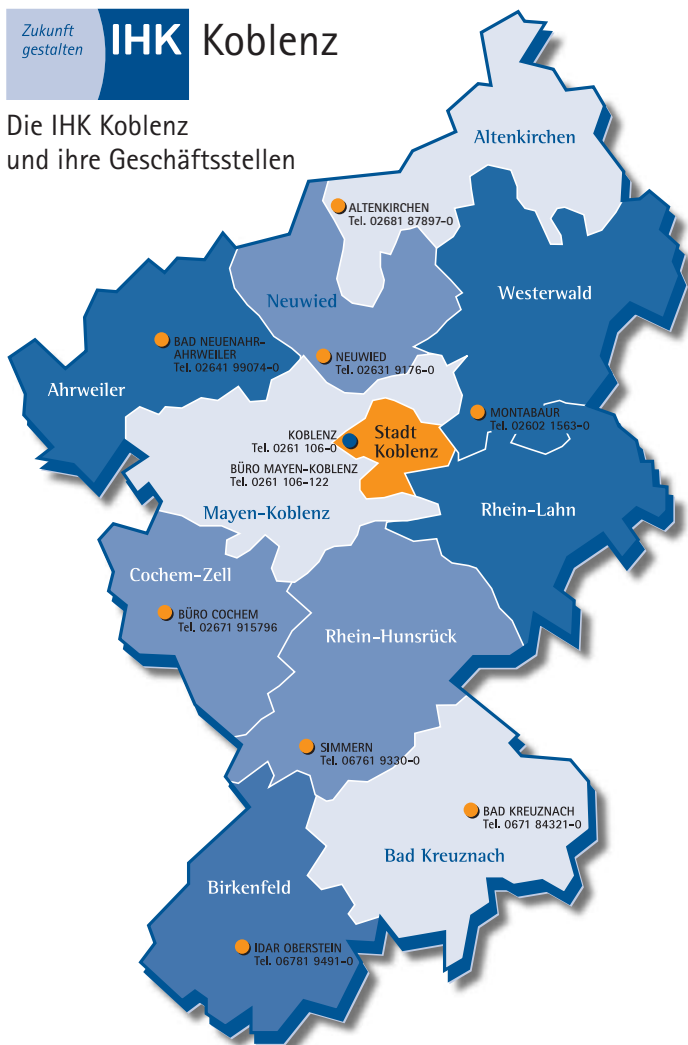 Zukunft
gestalten
IHK Koblenz
Die IHK Koblenz
und ihre Geschäftsstellen
Altenkirchen
ALTENKIRCHEN
Tel. 02681 87897-0
Neuwied
Westerwald
BAD NEUENAHR-
AHRWEILER
Tel. 02641 99074-0
NEUWIED
Tel. 02631 9176-0
Ahrweiler
MONTABAUR
Tel. 02602 1563-0
KOBLENZ
Tel. 0261 106-0
Stadt
Koblenz
BÜRO MAYEN-KOBLENZ
Tel. 0261 106-122
Mayen-Koblenz
Rhein-Lahn
Cochem-Zell
BÜRO COCHEM
Tel. 02671 915796
Rhein-Hunsrück
SIMMERN
Tel. 06761 9330-0
BAD KREUZNACH
Tel. 0671 84321-0
Bad Kreuznach
Birkenfeld
IDAR OBERSTEIN
Tel. 06781 9491-0